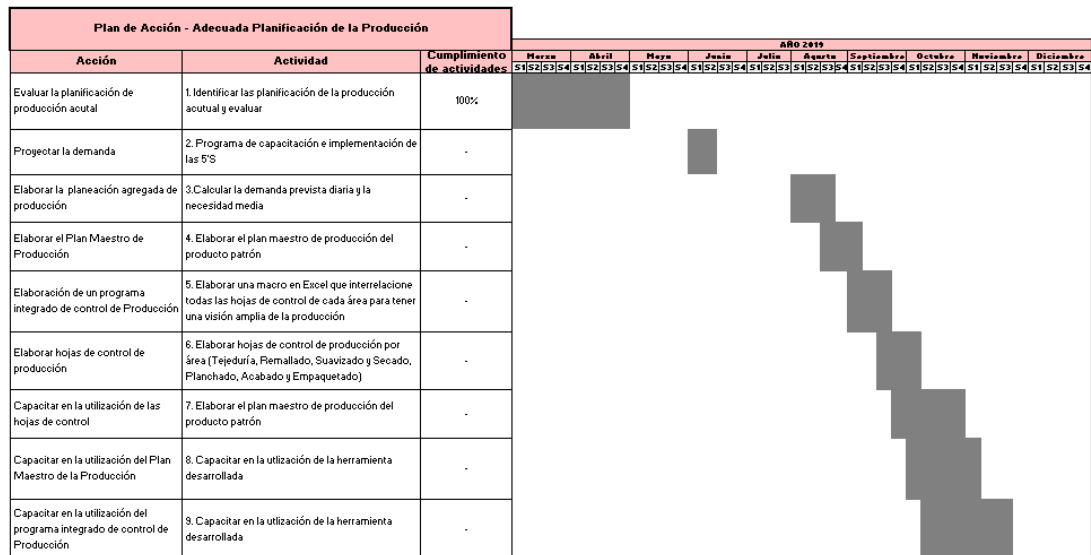 Plan de Acción - Adecuada Planificación de la Producción
AÑO 2019
Acción Actividad Cumplimiento de actividades
Marzo Abril Mayo Junio Julio Agosto Septiembre Octubre Noviembre Diciembre
S1 S2 S3 S4 S1 S2 S3 S4 S1 S2 S3 S4 S1 S2 S3 S4 S1 S2 S3 S4 S1 S2 S3 S4 S1 S2 S3 S4 S1 S2 S3 S4 S1 S2 S3 S4 S1 S2 S3 S4
Evaluar la planificación de
producción acutal
1. Identificar las planificación de la producción
acutual y evaluar
100%
Proyectar la demanda
2. Programa de capacitación e implementación de
las 5'S
-
Elaborar la planeación agregada de
producción
3.Calcular la demanda prevista diaria y la
necesidad media
-
Elaborar el Plan Maestro de
Producción
4. Elaborar el plan maestro de producción del
producto patrón
-
Elaboración de un programa
integrado de control de Producción
5. Elaborar una macro en Excel que interrelacione
todas las hojas de control de cada área para tener
una visión amplia de la producción
-
Elaborar hojas de control de
producción
6. Elaborar hojas de control de producción por
área (Tejeduría, Remallado, Suavizado y Secado,
Planchado, Acabado y Empaquetado)
-
Capacitar en la utilización de las
hojas de control
7. Elaborar el plan maestro de producción del
producto patrón
-
Capacitar en la utilización del Plan
Maestro de la Producción
8. Capacitar en la utlización de la herramienta
desarrollada
-
Capacitar en la utilización del
programa integrado de control de
Producción
9. Capacitar en la utlización de la herramienta
desarrollada
-